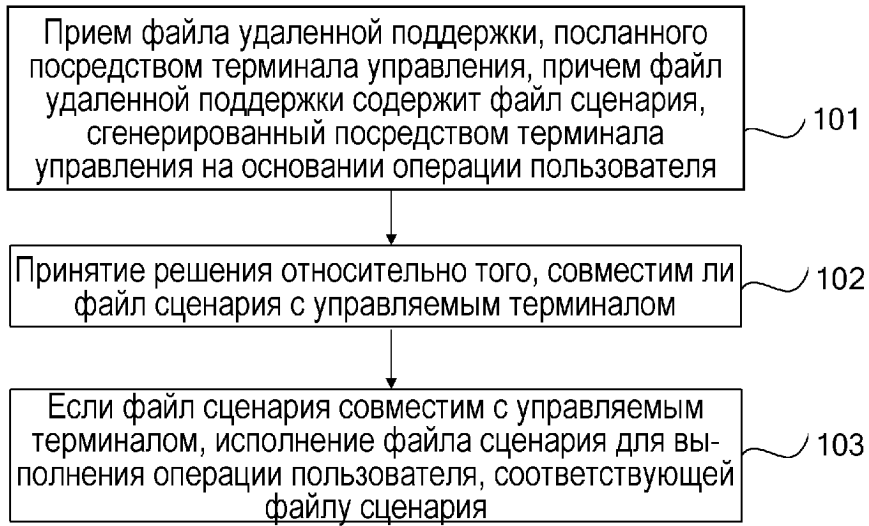 Прием файла удаленной поддержки, посланного
посредством терминала управления, причем файл
удаленной поддержки содержит файл сценария,
сгенерированный посредством терминала
управления на основании операции пользователя
101
Принятие решения относительно того, совместим ли
файл сценария с управляемым терминалом
102
Если файл сценария совместим с управляемым
терминалом, исполнение файла сценария для вы-
полнения операции пользователя, соответствующей
файлу сценария
103